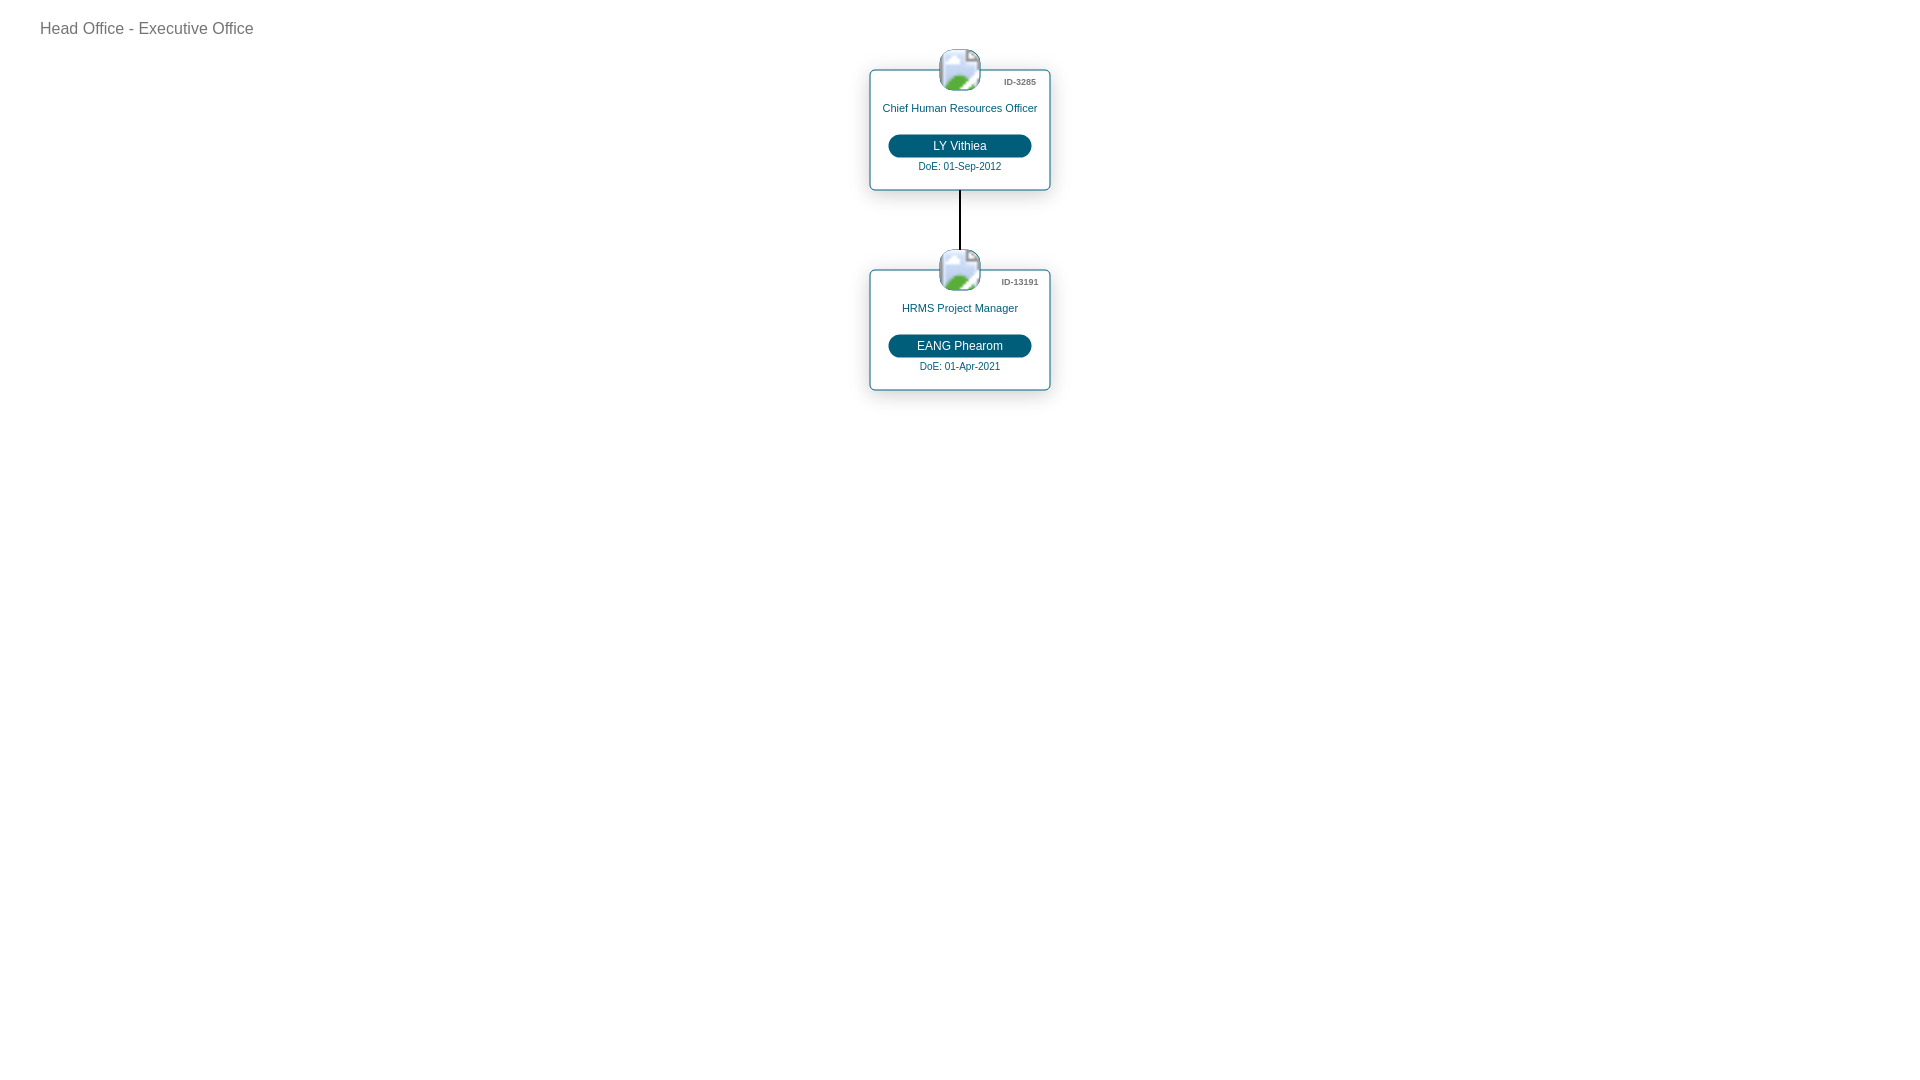 Head Office - Executive Office
ID-3285
Chief Human Resources Officer
LY Vithiea
DoE: 01-Sep-2012
ID-13191
HRMS Project Manager
EANG Phearom
DoE: 01-Apr-2021